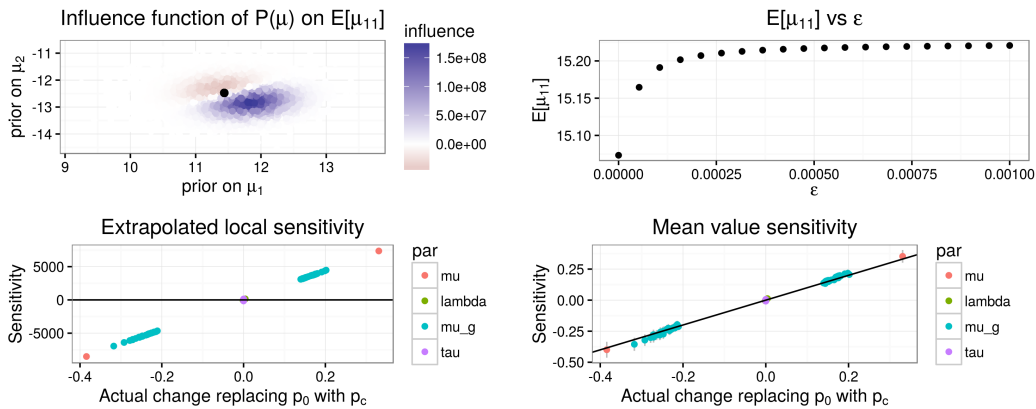 Influence function of P(μ) on E[μ₁₁]
influence
1.5e+08
1.0e+08
5.0e+07
0.0e+00
prior on μ₂
-11
-12
-13
-14
9 10 11 12 13
prior on μ₁
E[μ₁₁] vs ε
E[μ₁₁]
15.20
15.15
15.10
0.00000 0.00025 0.00050 0.00075 0.00100
ε
Extrapolated local sensitivity
Sensitivity
5000
0
-5000
-0.4 -0.2 0.0 0.2
Actual change replacing p₀ with p꜀
par
mu
lambda
mu_g
tau
Mean value sensitivity
Sensitivity
0.25
0.00
-0.25
-0.50
-0.4 -0.2 0.0 0.2
Actual change replacing p₀ with p꜀
par
mu
lambda
mu_g
tau